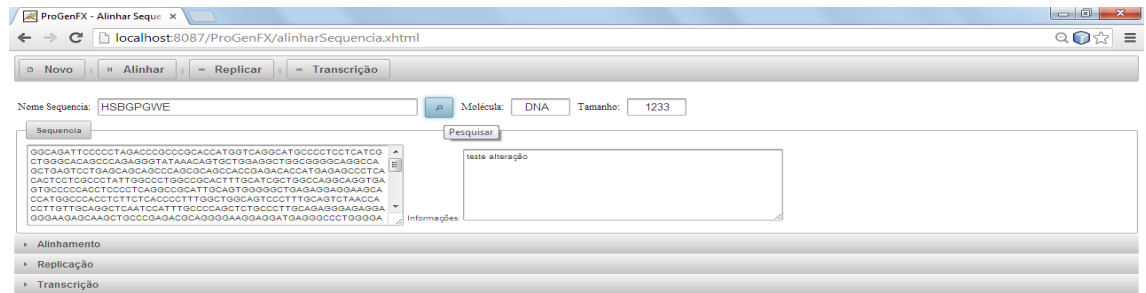 ProGenFX - Alinhar Seque
localhost:8087/ProGenFX/alinharSequencia.xhtml
Novo Alinhar Replicar Transcrição
Nome Sequencia: HSBGPGWE Molécula: DNA Tamanho: 1233
Pesquisar
Sequencia
GGCAGATTCCCCCTAGACCCGCCCGCACCATGGTCAGGCATGCCCCTCCTCATCG
CTGGGCACAGCCCAGAGGGTATAAACAGTGCTGGAGGCTGGCGGGGCAGGCCA
GCTGAGTCCTGAGCAGCAGCCCAGCGCAGCCACCGAGACACCATGAGAGCCCTCA
CACTCCTCGCCCTATTGGCCCTGGCCGCACTTTGCATCGCTGGCCAGGCAGGTGA
GTGCCCCCACCTCCCCTCAGGCCGCATTGCAGTGGGGGCTGAGAGGAGGAAGCA
CCATGGCCCACCTCTTCTCACCCCTTTGGCTGGCAGTCCCTTTGCAGTCTAACCA
CCTTGTTGCAGGCTCAATCCATTTGCCCCAGCTCTGCCCTTGCAGAGGGAGAGGA
GGGAAGAGCAAGCTGCCCGAGACGCAGGGGAAGGAGGATGAGGGCCCTGGGGA
Informações: teste alteração
Alinhamento
Replicação
Transcrição